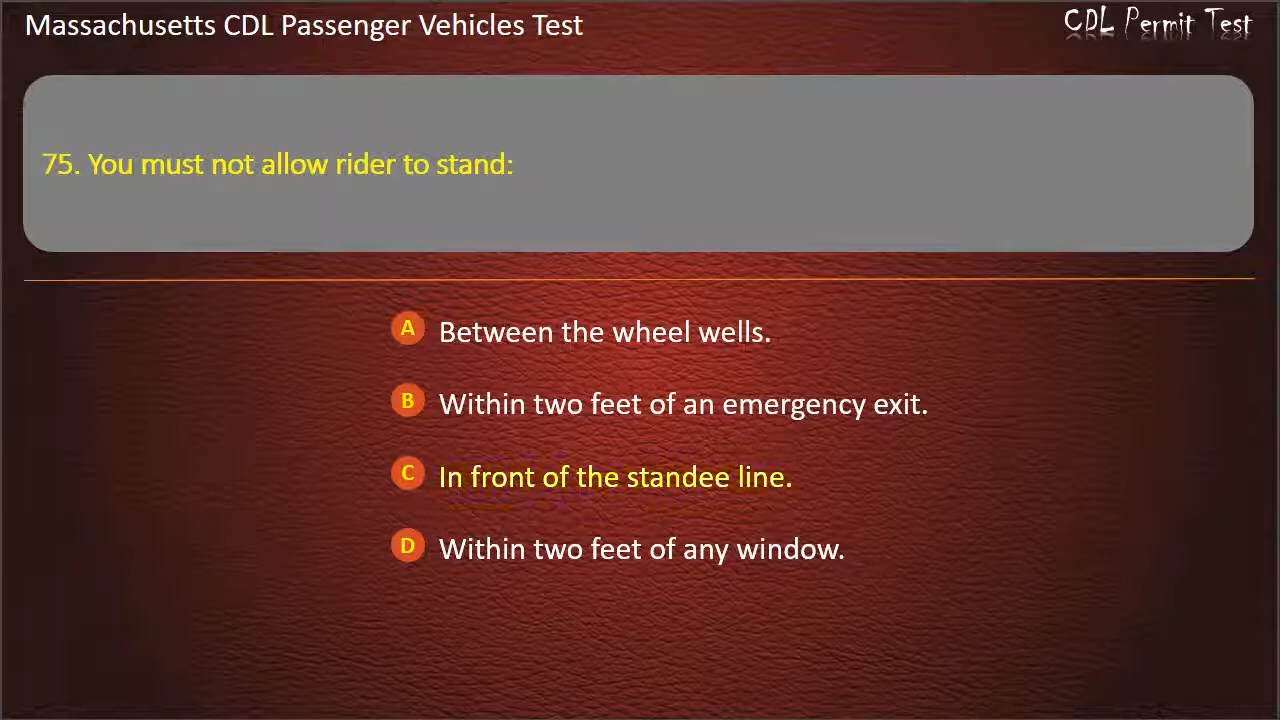 Massachusetts CDL Passenger Vehicles Test
CDL Permit Test
75. You must not allow rider to stand:
A Between the wheel wells.
B Within two feet of an emergency exit.
C In front of the standee line.
D Within two feet of any window.